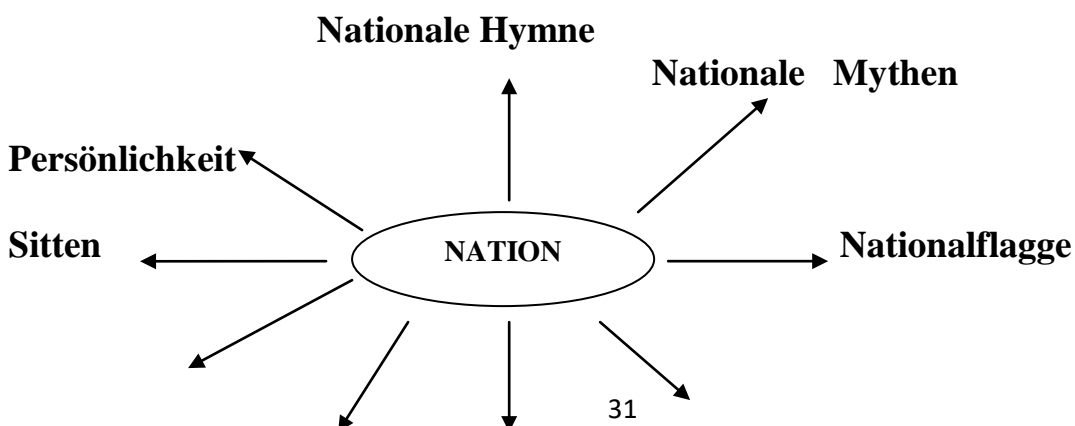 Nationale Hymne
Nationale Mythen
Persönlichkeit
Sitten
NATION
Nationalflagge
31